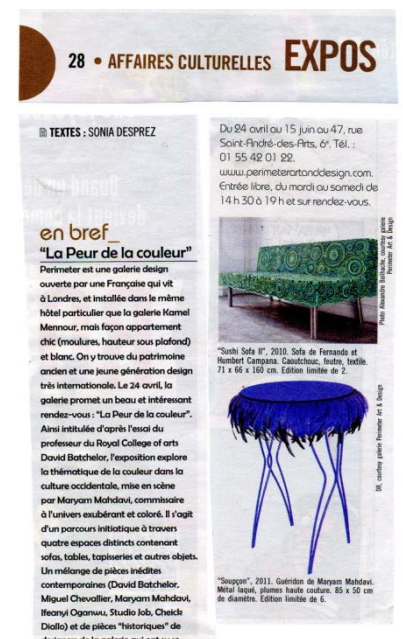 28 • AFFAIRES CULTURELLES EXPOS
TEXTES : SONIA DESPREZ
en bref_
“La Peur de la couleur”
Perimeter est une galerie design
ouverte par une Française qui vit
à Londres, et installée dans le même
hôtel particulier que la galerie Kamel
Mennour, mais façon appartement
chic (moulures, hauteur sous plafond)
et blanc. On y trouve du patrimoine
ancien et une jeune génération design
très internationale. Le 24 avril, la
galerie promet un beau et intéressant
rendez-vous : “La Peur de la couleur”.
Ainsi intitulée d'après l'essai du
professeur du Royal College of arts
David Batchelor, l'exposition explore
la thématique de la couleur dans la
culture occidentale, mise en scène
par Maryam Mahdavi, commissaire
à l'univers exubérant et coloré. Il s'agit
d'un parcours initiatique à travers
quatre espaces distincts contenant
sofas, tables, tapisseries et autres objets.
Un mélange de pièces inédites
contemporaines (David Batchelor,
Miguel Chevallier, Maryam Mahdavi,
Ifeanyi Oganwu, Studio Job, Cheick
Diallo) et de pièces “historiques” de
Du 24 avril au 15 juin au 47, rue
Saint-André-des-Arts, 6e. Tél. :
01 55 42 01 22.
www.perimeterartanddesign.com.
Entrée libre, du mardi au samedi de
14 h 30 à 19 h et sur rendez-vous.
Photo Alexandre Bailhache, courtesy galerie
Perimeter Art & Design
“Sushi Sofa II”, 2010. Sofa de Fernando et
Humbert Campana. Caoutchouc, feutre, textile.
71 x 66 x 160 cm. Edition limitée de 2.
DR, courtesy galerie Perimeter Art & Design
“Soupçon”, 2011. Guéridon de Maryam Mahdavi.
Métal laqué, plumes haute couture. 85 x 50 cm
de diamètre. Edition limitée de 6.